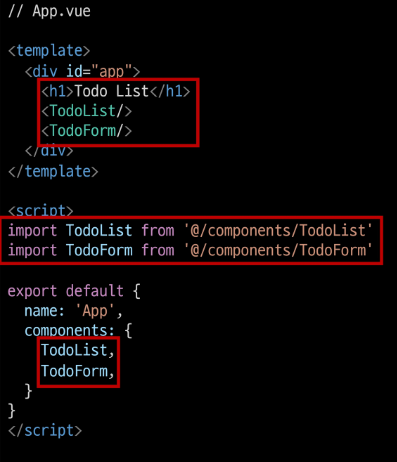 // App.vue
<template>
<div id="app">
<h1>Todo List</h1>
<TodoList/>
<TodoForm/>
</div>
</template>
<script>
import TodoList from '@/components/TodoList'
import TodoForm from '@/components/TodoForm'
export default {
name: 'App',
components: {
TodoList,
TodoForm,
}
}
</script>